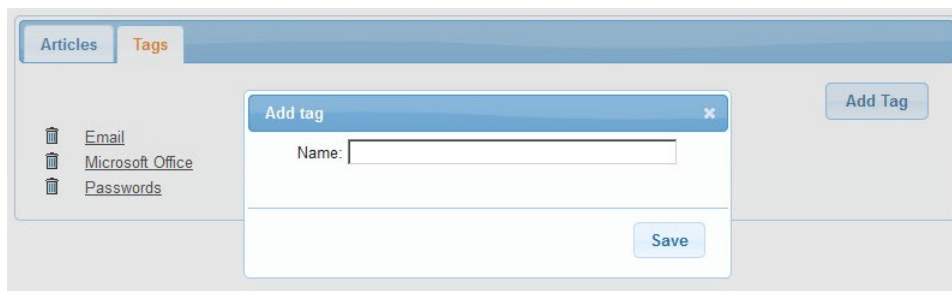 Articles Tags
Add Tag
Add tag
Name:
Email
Microsoft Office
Passwords
Save